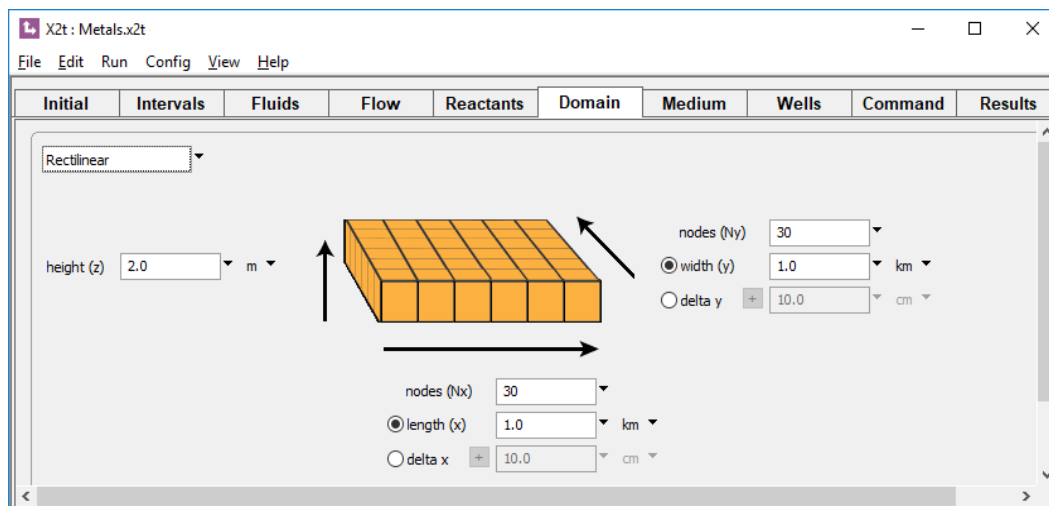 X2t : Metals.x2t
File Edit Run Config View Help
Initial Intervals Fluids Flow Reactants Domain Medium Wells Command Results
Rectilinear
nodes (Ny) 30
height (z) 2.0 m
width (y) 1.0 km
delta y + 10.0 cm
nodes (Nx) 30
length (x) 1.0 km
delta x + 10.0 cm